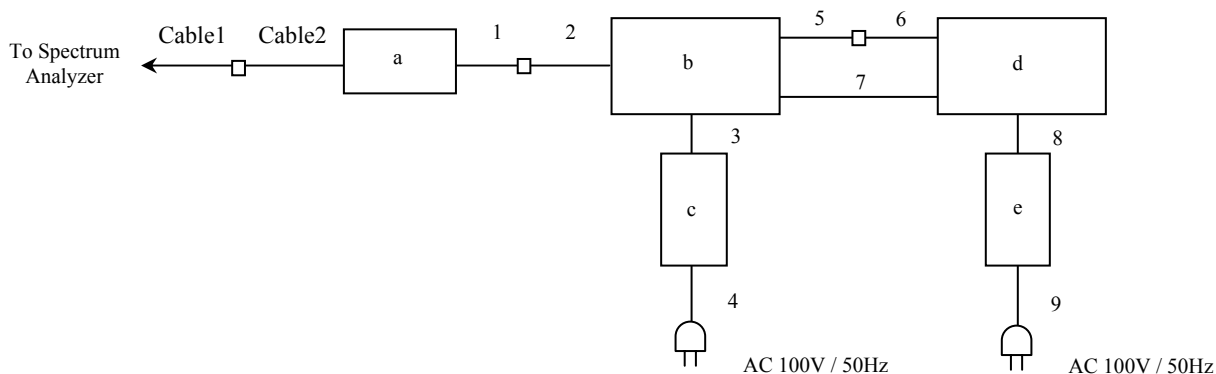 Cable1
Cable2
1
2
5
6
To Spectrum
Analyzer
a
b
d
7
3
8
c
e
4
9
AC 100V / 50Hz
AC 100V / 50Hz